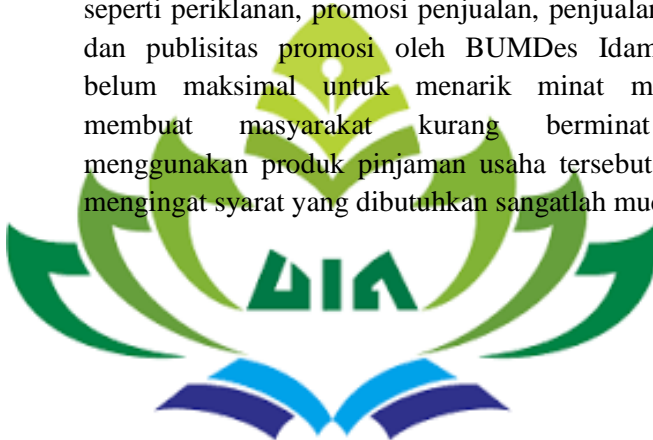 seperti periklanan, promosi penjualan, penjualan
dan publisitas promosi oleh BUMDes
belum maksimal untuk menarik minat
membuat masyarakat kurang berminat
menggunakan produk pinjaman usaha tersebut
mengingat syarat yang dibutuhkan sangatlah
UIN